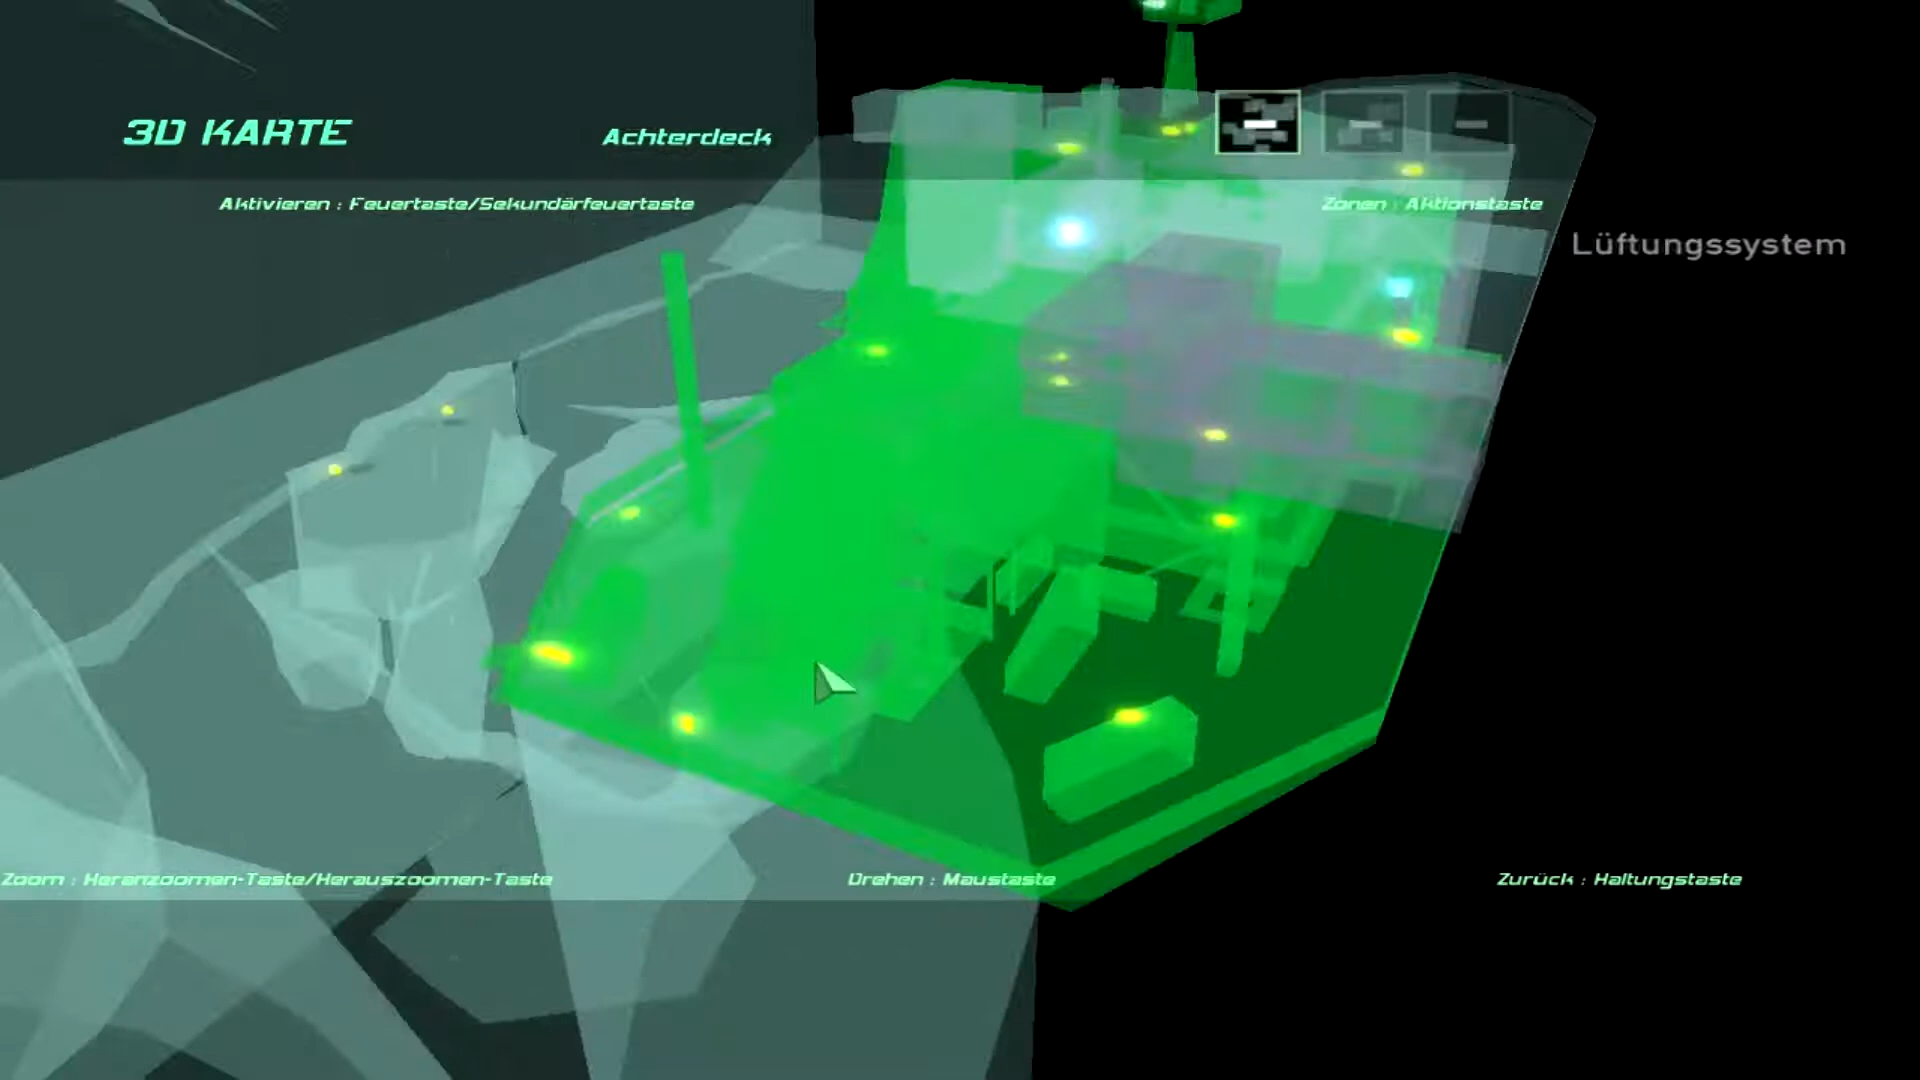 3D KARTE
Achterdeck
Aktivieren : Feuertaste/Sekundärfeuertaste
Zonen : Aktionstaste
Lüftungssystem
Zoom : Heranzoomen-Taste/Herauszoomen-Taste
Drehen : Maustaste
Zurück : Haltungstaste